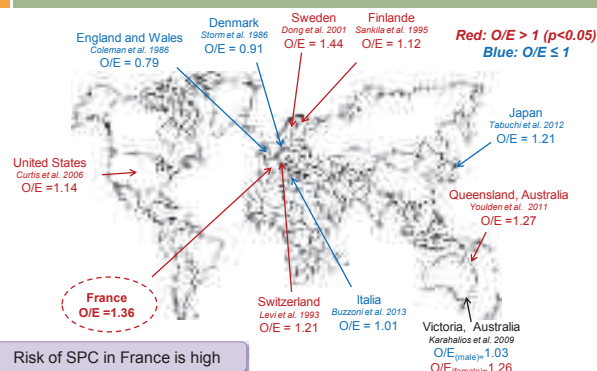 England and Wales
Coleman et al. 1986
O/E = 0.79
Denmark
Storm et al. 1986
O/E = 0.91
Sweden
Dong et al. 2001
O/E = 1.44
Finlande
Sankila et al. 1995
O/E = 1.12
Red: O/E > 1 (p<0.05)
Blue: O/E ≤ 1
Japan
Tabuchi et al. 2012
O/E = 1.21
United States
Curtis et al. 2006
O/E =1.14
Queensland, Australia
Youlden et al. 2011
O/E =1.27
France
O/E =1.36
Switzerland
Levi et al. 1993
O/E = 1.21
Italia
Buzzoni et al. 2013
O/E = 1.01
Victoria, Australia
Karahalios et al. 2009
O/E(male)=1.03
O/E(female)=1.26
Risk of SPC in France is high